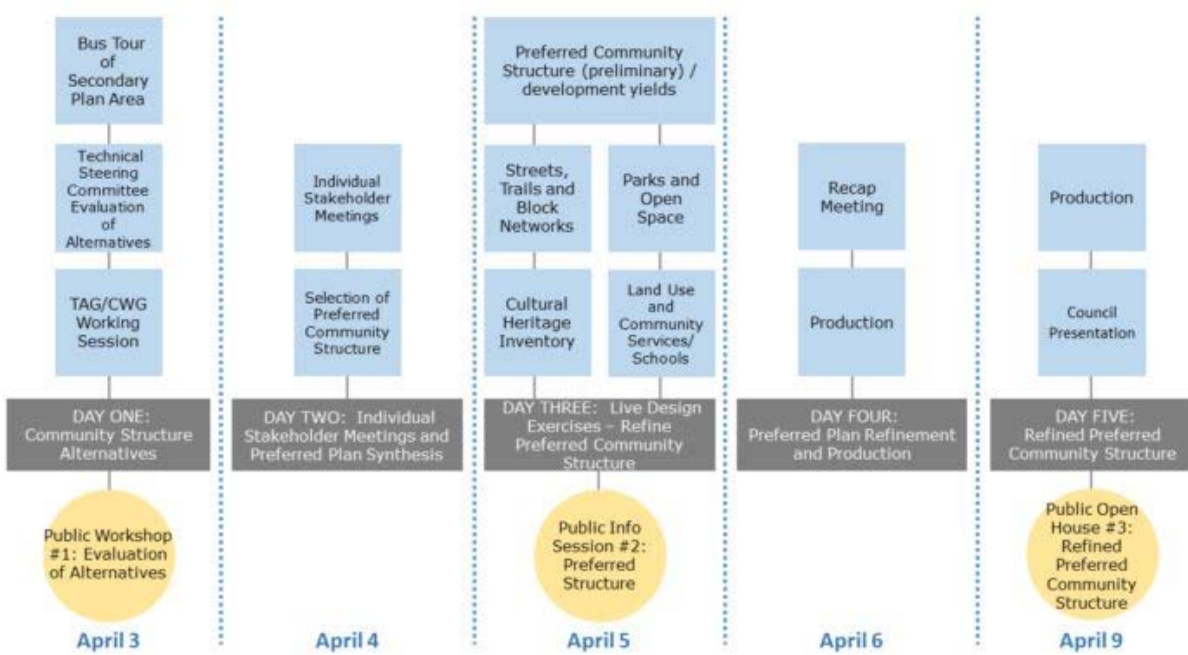 Bus Tour
of
Secondary
Plan Area
Technical
Steering
Committee
Evaluation
of
Alternatives
TAG/CWG
Working
Session
DAY ONE:
Community Structure
Alternatives
Public Workshop
#1: Evaluation
of Alternatives
April 3
Individual
Stakeholder
Meetings
Selection of
Preferred
Community
Structure
DAY TWO:  Individual
Stakeholder Meetings and
Preferred Plan Synthesis
April 4
Preferred Community
Structure (preliminary) /
development yields
Streets,
Trails and
Block
Networks
Parks and
Open
Space
Cultural
Heritage
Inventory
Land Use
and
Community
Services/
Schools
DAY THREE:  Live Design
Exercises – Refine
Preferred Community
Structure
Public Info
Session #2:
Preferred
Structure
April 5
Recap
Meeting
Production
DAY FOUR:
Preferred Plan Refinement
and Production
April 6
Production
Council
Presentation
DAY FIVE:
Refined Preferred
Community Structure
Public Open
House #3:
Refined
Preferred
Community
Structure
April 9